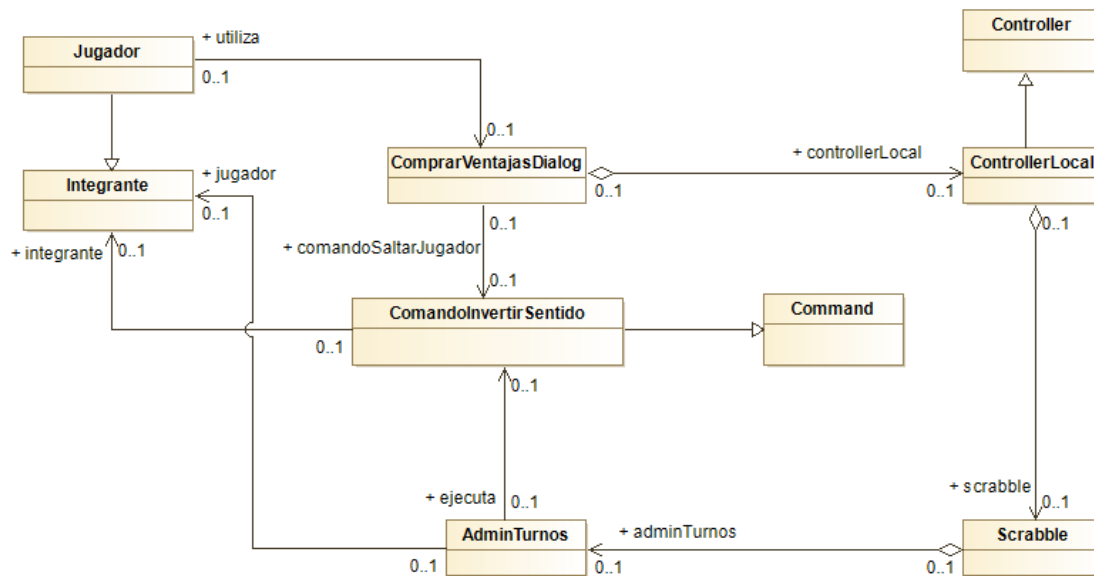 Controller
+ utiliza
Jugador
0..1
0..1
ComprarVentajasDialog
+ controllerLocal
ControllerLocal
+ jugador
Integrante
0..1
0..1
0..1
0..1
0..1
+ integrante
0..1
+ comandoSaltarJugador
0..1
ComandoInvertirSentido
Command
0..1
0..1
+ ejecuta
0..1
+ scrabble
0..1
AdminTurnos
+ adminTurnos
Scrabble
0..1
0..1
0..1